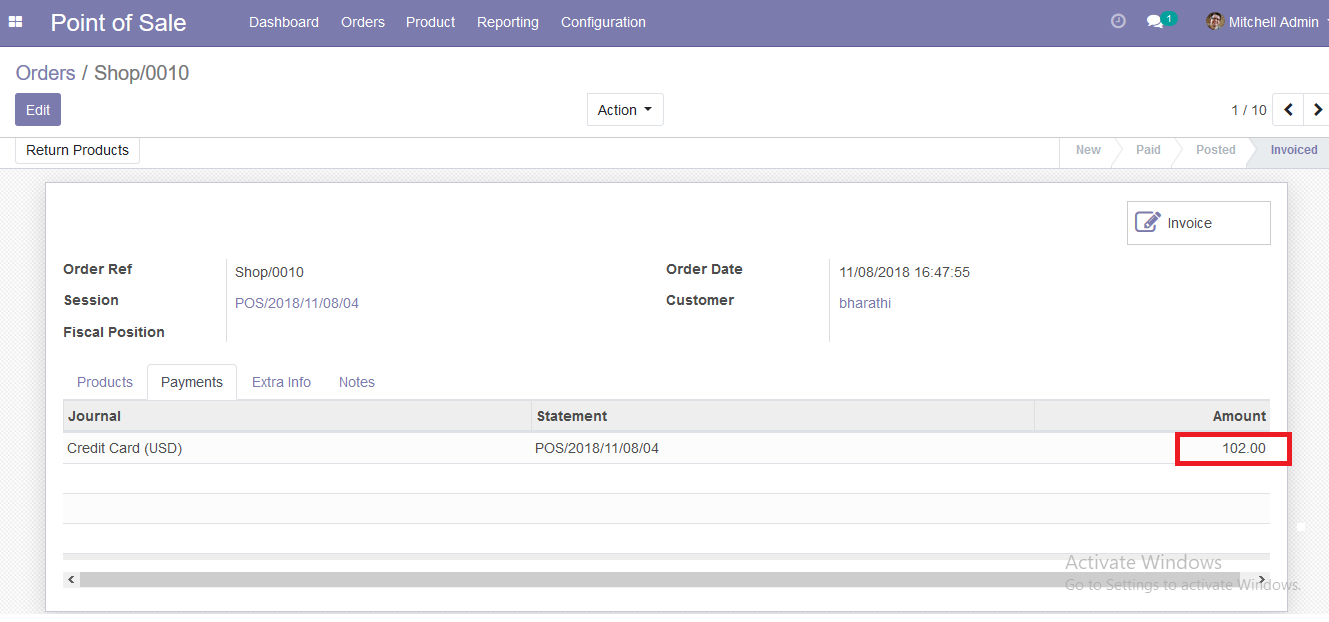 Point of Sale Dashboard Orders Product Reporting Configuration 1 Mitchell Admin
Orders / Shop/0010
Edit Action 1 / 10
Return Products New Paid Posted Invoiced
Invoice
Order Ref Shop/0010 Order Date 11/08/2018 16:47:55
Session POS/2018/11/08/04 Customer bharathi
Fiscal Position
Products Payments Extra Info Notes
Journal Statement Amount
Credit Card (USD) POS/2018/11/08/04 102.00
Activate Windows
Go to Settings to activate Windows.